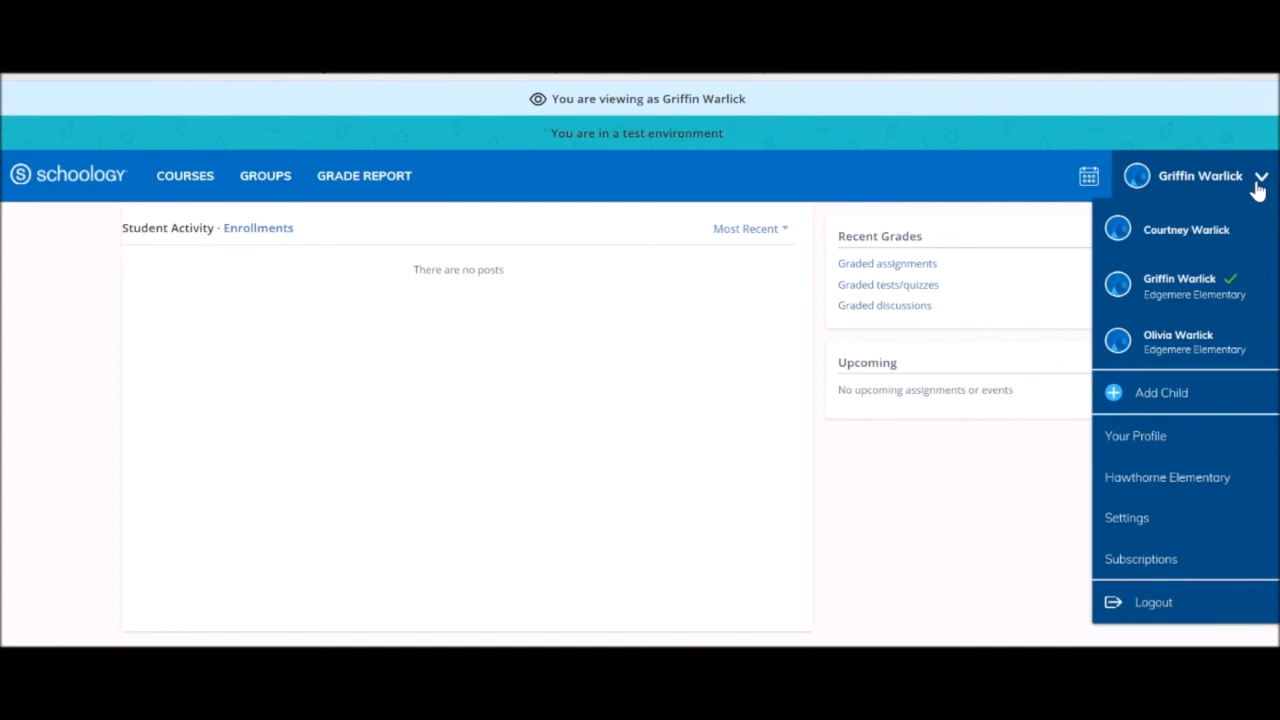 You are viewing as Griffin Warlick
You are in a test environment
schoology COURSES GROUPS GRADE REPORT Griffin Warlick
Student Activity · Enrollments Most Recent
There are no posts
Recent Grades
Graded assignments
Graded tests/quizzes
Graded discussions
Upcoming
No upcoming assignments or events
Courtney Warlick
Griffin Warlick
Edgemere Elementary
Olivia Warlick
Edgemere Elementary
Add Child
Your Profile
Hawthorne Elementary
Settings
Subscriptions
Logout